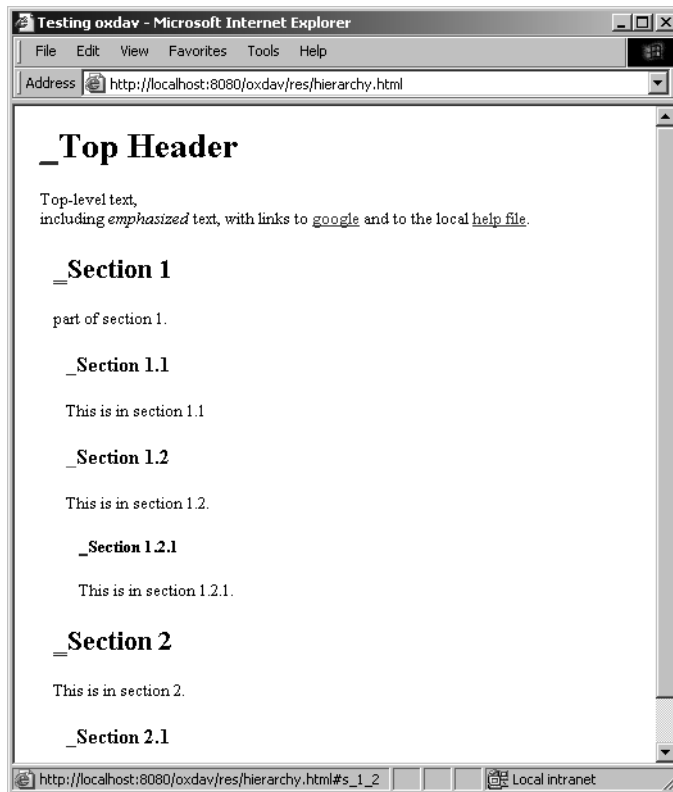 Testing oxdav - Microsoft Internet Explorer
File Edit View Favorites Tools Help
Address http://localhost:8080/oxdav/res/hierarchy.html
_Top Header
Top-level text,
including emphasized text, with links to google and to the local help file.
_Section 1
part of section 1.
_Section 1.1
This is in section 1.1
_Section 1.2
This is in section 1.2.
_Section 1.2.1
This is in section 1.2.1.
_Section 2
This is in section 2.
_Section 2.1
http://localhost:8080/oxdav/res/hierarchy.html#s_1_2 Local intranet